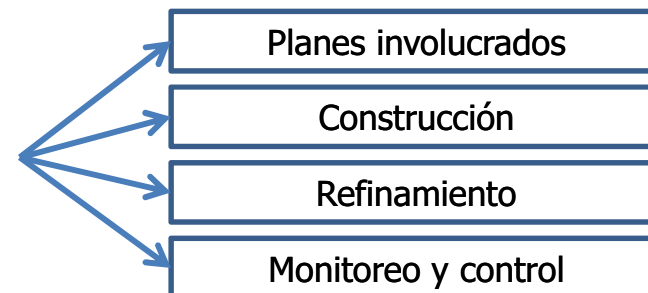 Planes involucrados
Construcción
Refinamiento
Monitoreo y control